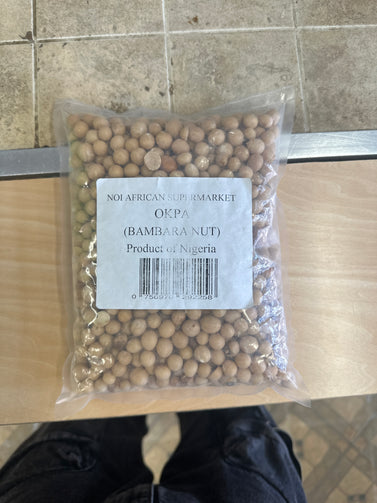 NOI AFRICAN SUPERMARKET
OKPA
(BAMBARA NUT)
Product of Nigeria